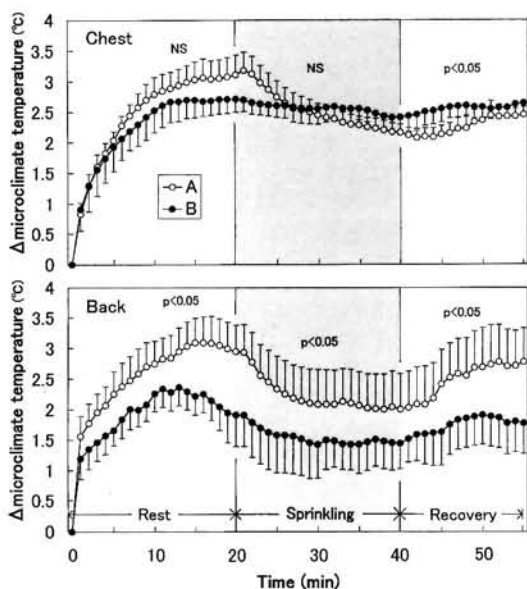 Δmicroclimate temperature (℃)
4
3.5
3
2.5
2
1.5
1
0.5
0
Chest
NS
NS
p<0.05
A
B
Δmicroclimate temperature (℃)
4
3.5
3
2.5
2
1.5
1
0.5
0
Back
p<0.05
p<0.05
p<0.05
Rest
Sprinkling
Recovery
0 10 20 30 40 50
Time (min)